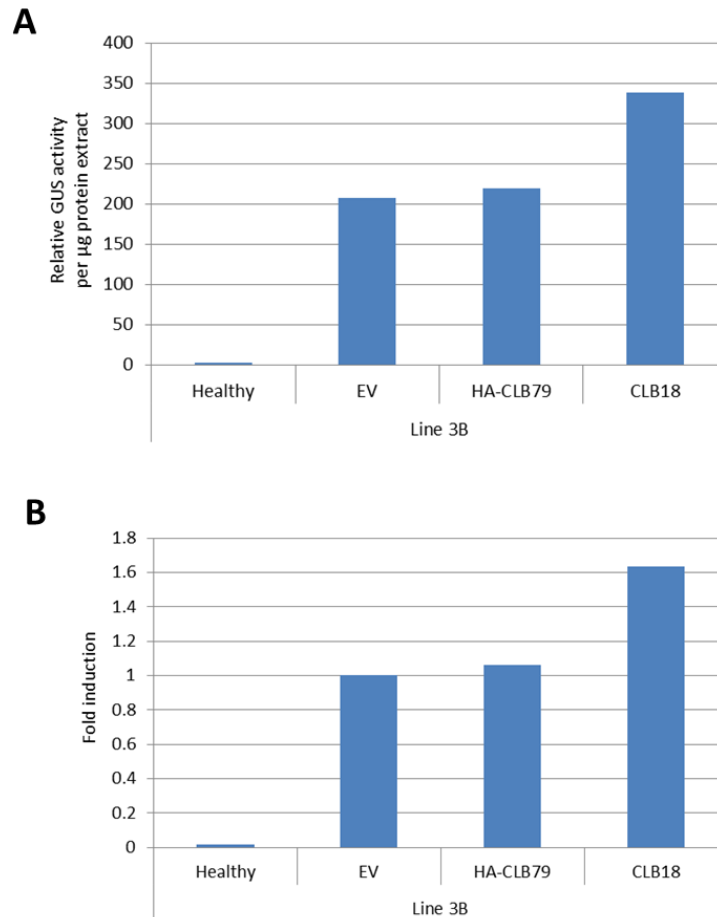 A
Relative GUS activity
per µg protein extract
400
350
300
250
200
150
100
50
0
Healthy
EV
HA-CLB79
CLB18
Line 3B
B
Fold induction
1.8
1.6
1.4
1.2
1
0.8
0.6
0.4
0.2
0
Healthy
EV
HA-CLB79
CLB18
Line 3B